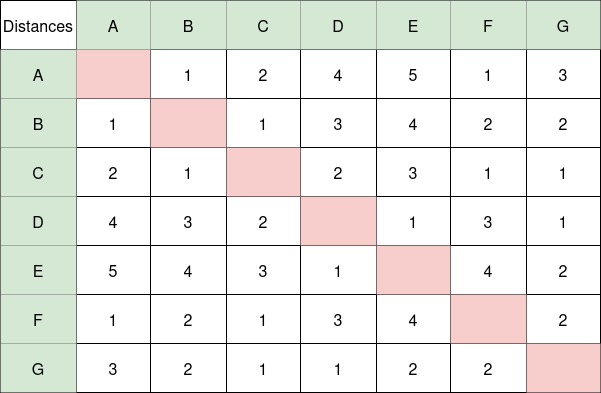 Distances A B C D E F G
A 1 2 4 5 1 3
B 1 1 3 4 2 2
C 2 1 2 3 1 1
D 4 3 2 1 3 1
E 5 4 3 1 4 2
F 1 2 1 3 4 2
G 3 2 1 1 2 2